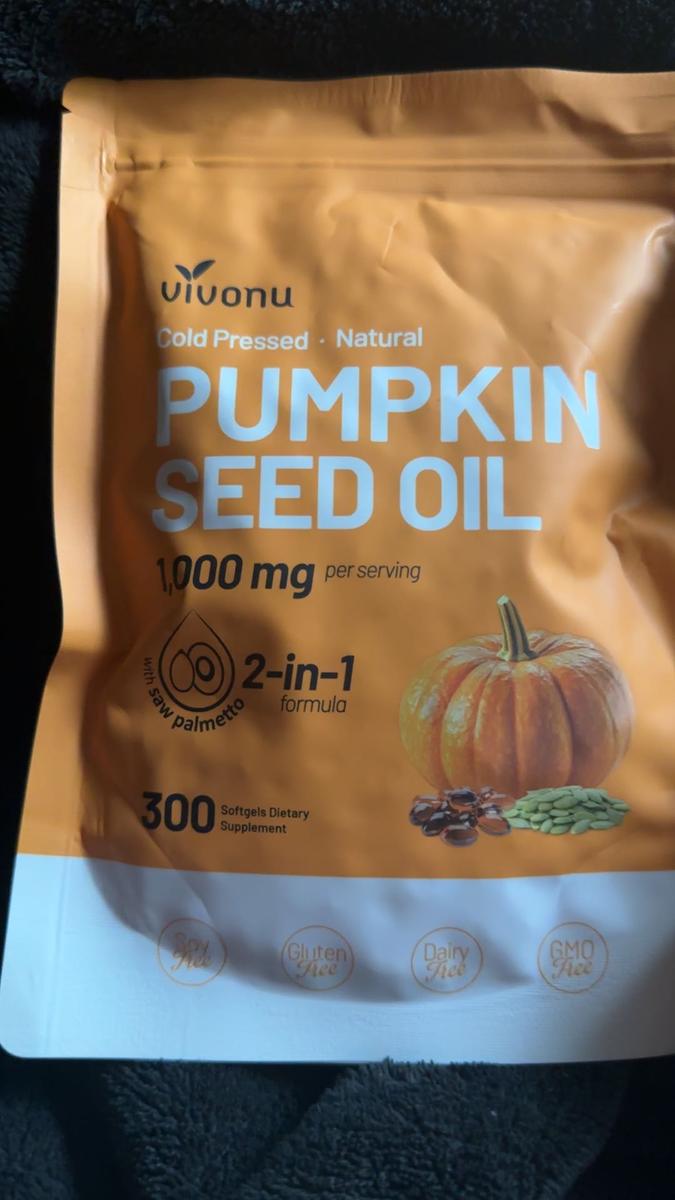 vivonu
Cold Pressed · Natural
PUMPKIN
SEED OIL
1,000 mg per serving
with saw palmetto
2-in-1
formula
300 Softgels Dietary
Supplement
Soy
Free
Gluten
Free
Dairy
Free
GMO
Free